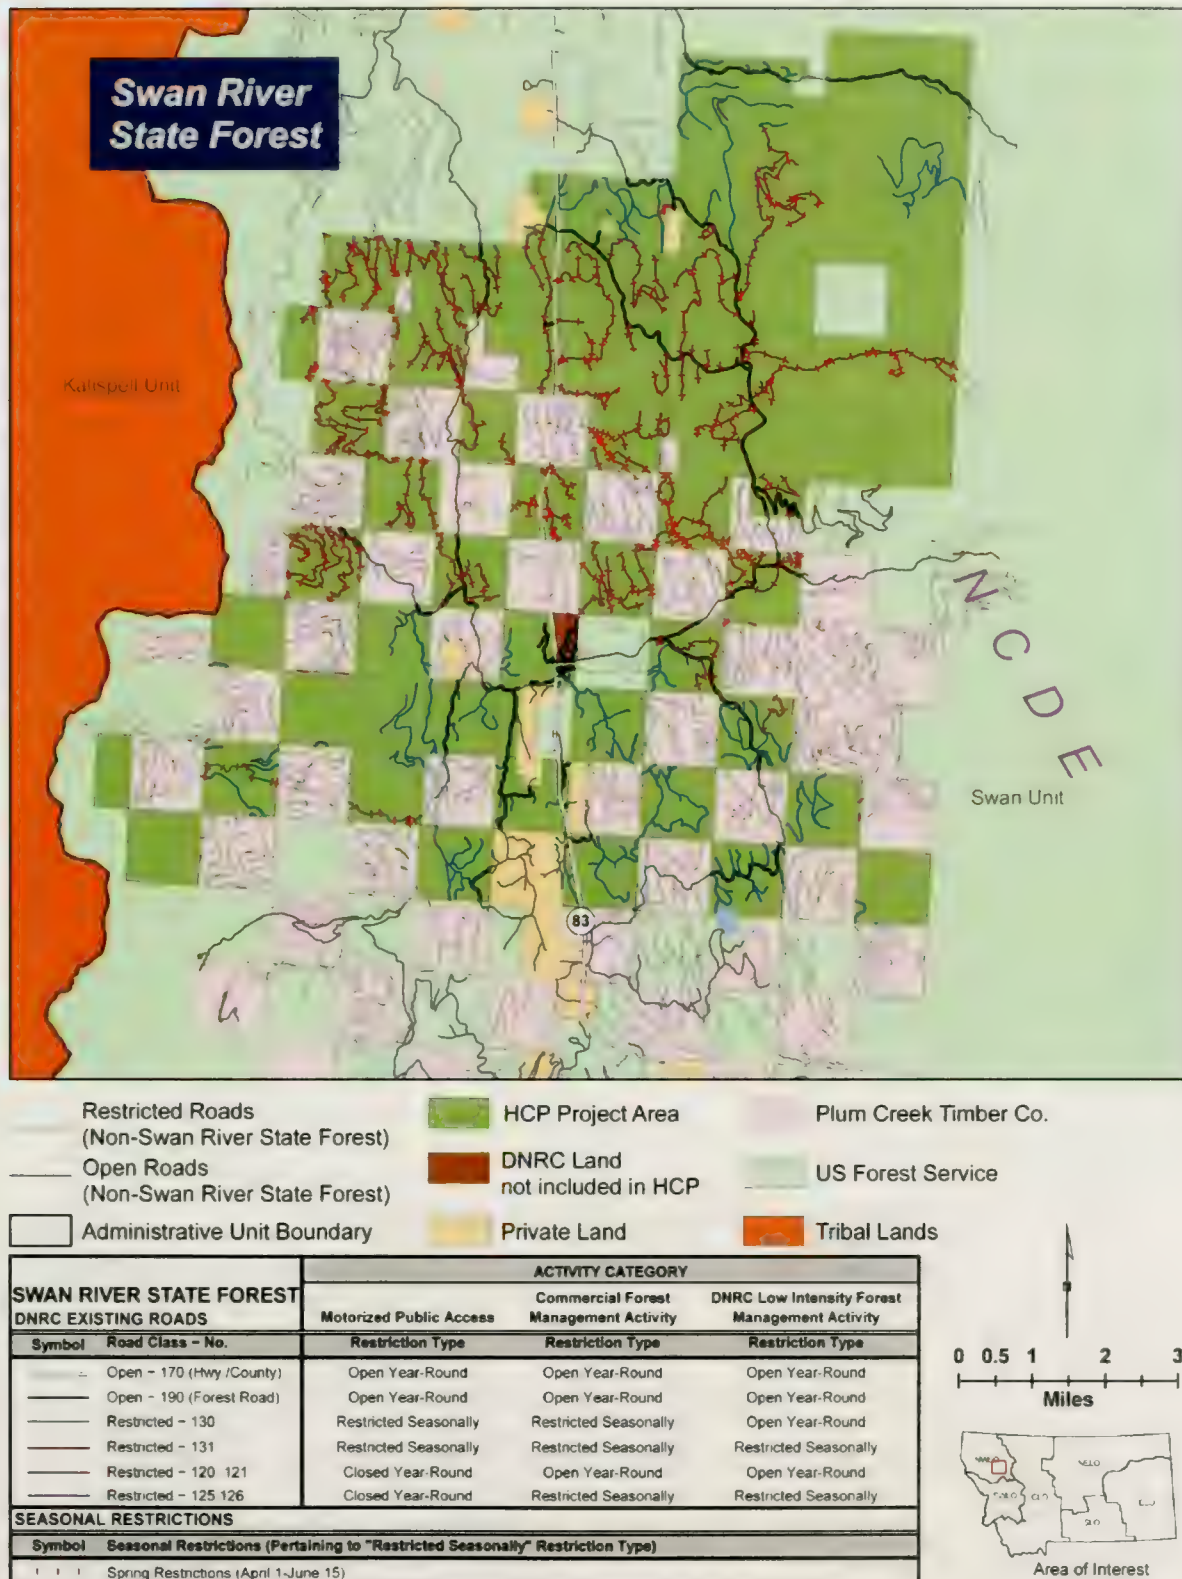 Swan River
State Forest
Kalispell Unit
N C D E
Swan Unit
83
Restricted Roads
(Non-Swan River State Forest)
Open Roads
(Non-Swan River State Forest)
Administrative Unit Boundary
HCP Project Area
DNRC Land
not included in HCP
Private Land
Plum Creek Timber Co.
US Forest Service
Tribal Lands
SWAN RIVER STATE FOREST
DNRC EXISTING ROADS
ACTIVITY CATEGORY
Motorized Public Access
Commercial Forest
Management Activity
DNRC Low Intensity Forest
Management Activity
Symbol Road Class – No. Restriction Type Restriction Type Restriction Type
Open – 170 (Hwy /County) Open Year-Round Open Year-Round Open Year-Round
Open – 190 (Forest Road) Open Year-Round Open Year-Round Open Year-Round
Restricted – 130 Restricted Seasonally Restricted Seasonally Open Year-Round
Restricted – 131 Restricted Seasonally Restricted Seasonally Restricted Seasonally
Restricted – 120 121 Closed Year-Round Open Year-Round Open Year-Round
Restricted – 125 126 Closed Year-Round Restricted Seasonally Restricted Seasonally
SEASONAL RESTRICTIONS
Symbol Seasonal Restrictions (Pertaining to "Restricted Seasonally" Restriction Type)
Spring Restrictions (April 1-June 15)
0 0.5 1 2 3
Miles
NELO
Area of Interest